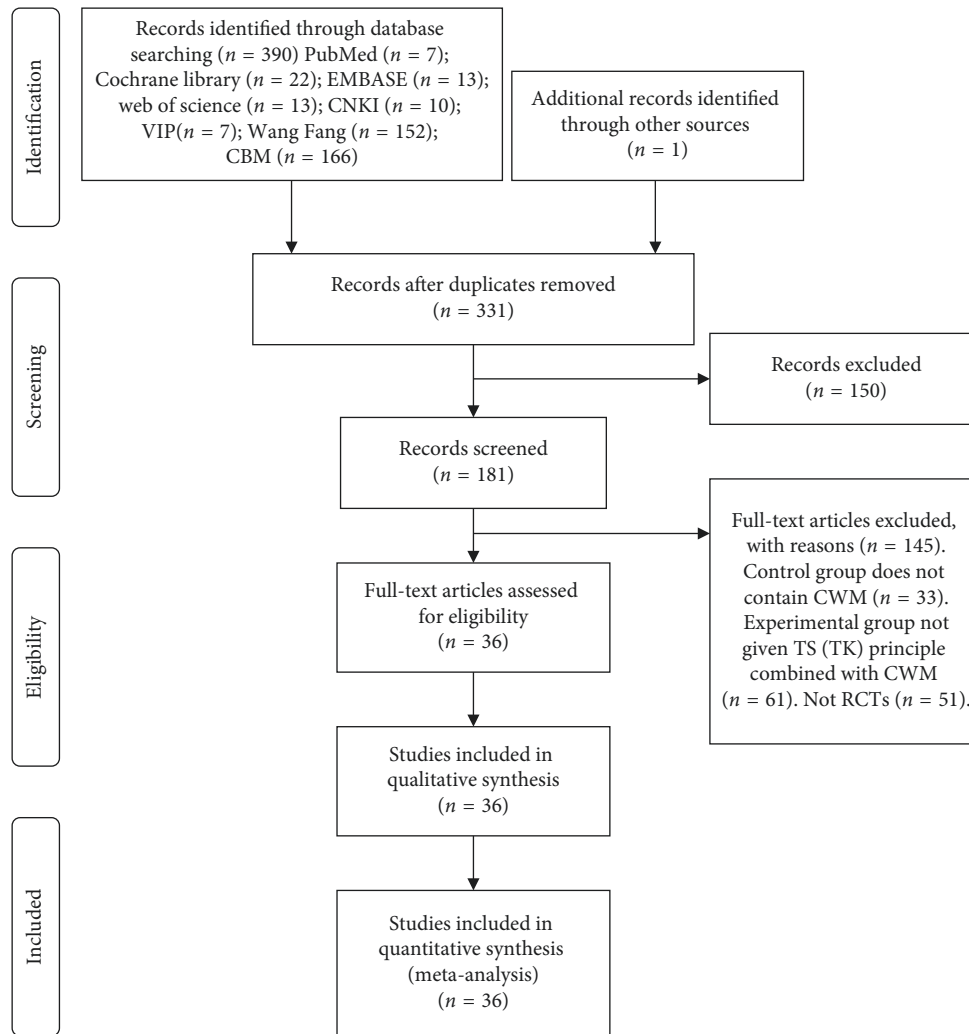 Identification
Records identified through database
searching (n = 390) PubMed (n = 7);
Cochrane library (n = 22); EMBASE (n = 13);
web of science (n = 13); CNKI (n = 10);
VIP(n = 7); Wang Fang (n = 152);
CBM (n = 166)
Additional records identified
through other sources
(n = 1)
Screening
Records after duplicates removed
(n = 331)
Records excluded
(n = 150)
Records screened
(n = 181)
Eligibility
Full-text articles excluded,
with reasons (n = 145).
Control group does not
contain CWM (n = 33).
Experimental group not
given TS (TK) principle
combined with CWM
(n = 61). Not RCTs (n = 51).
Full-text articles assessed
for eligibility
(n = 36)
Studies included in
qualitative synthesis
(n = 36)
Included
Studies included in
quantitative synthesis
(meta-analysis)
(n = 36)